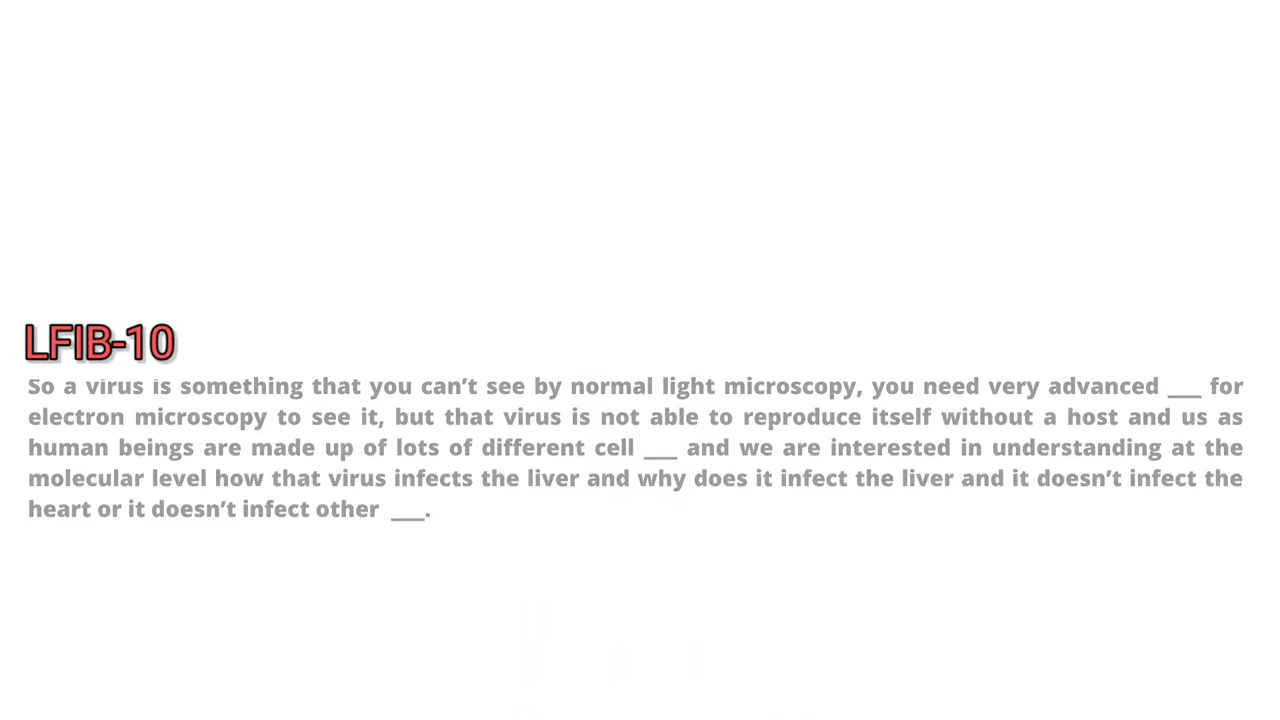 LFIB-10
So a virus is something that you can’t see by normal light microscopy, you need very advanced ___ for
electron microscopy to see it, but that virus is not able to reproduce itself without a host and us as
human beings are made up of lots of different cell ___ and we are interested in understanding at the
molecular level how that virus infects the liver and why does it infect the liver and it doesn’t infect the
heart or it doesn’t infect other ___.